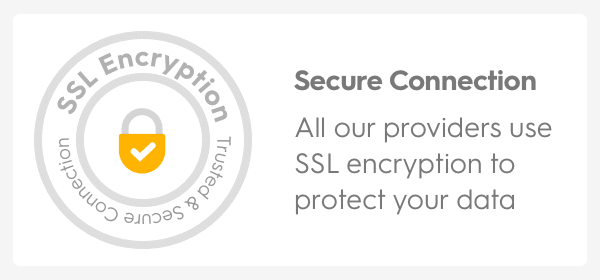 SSL Encryption
Trusted & Secure Connection
Secure Connection
All our providers use
SSL encryption to
protect your data